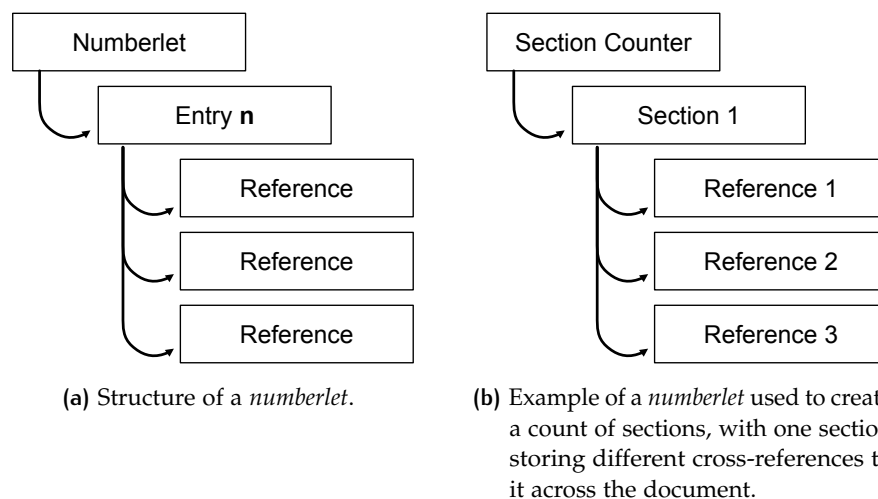 Numberlet
Entry n
Reference
Reference
Reference
(a) Structure of a numberlet.
Section Counter
Section 1
Reference 1
Reference 2
Reference 3
(b) Example of a numberlet used to creat
a count of sections, with one sectio
storing different cross-references t
it across the document.